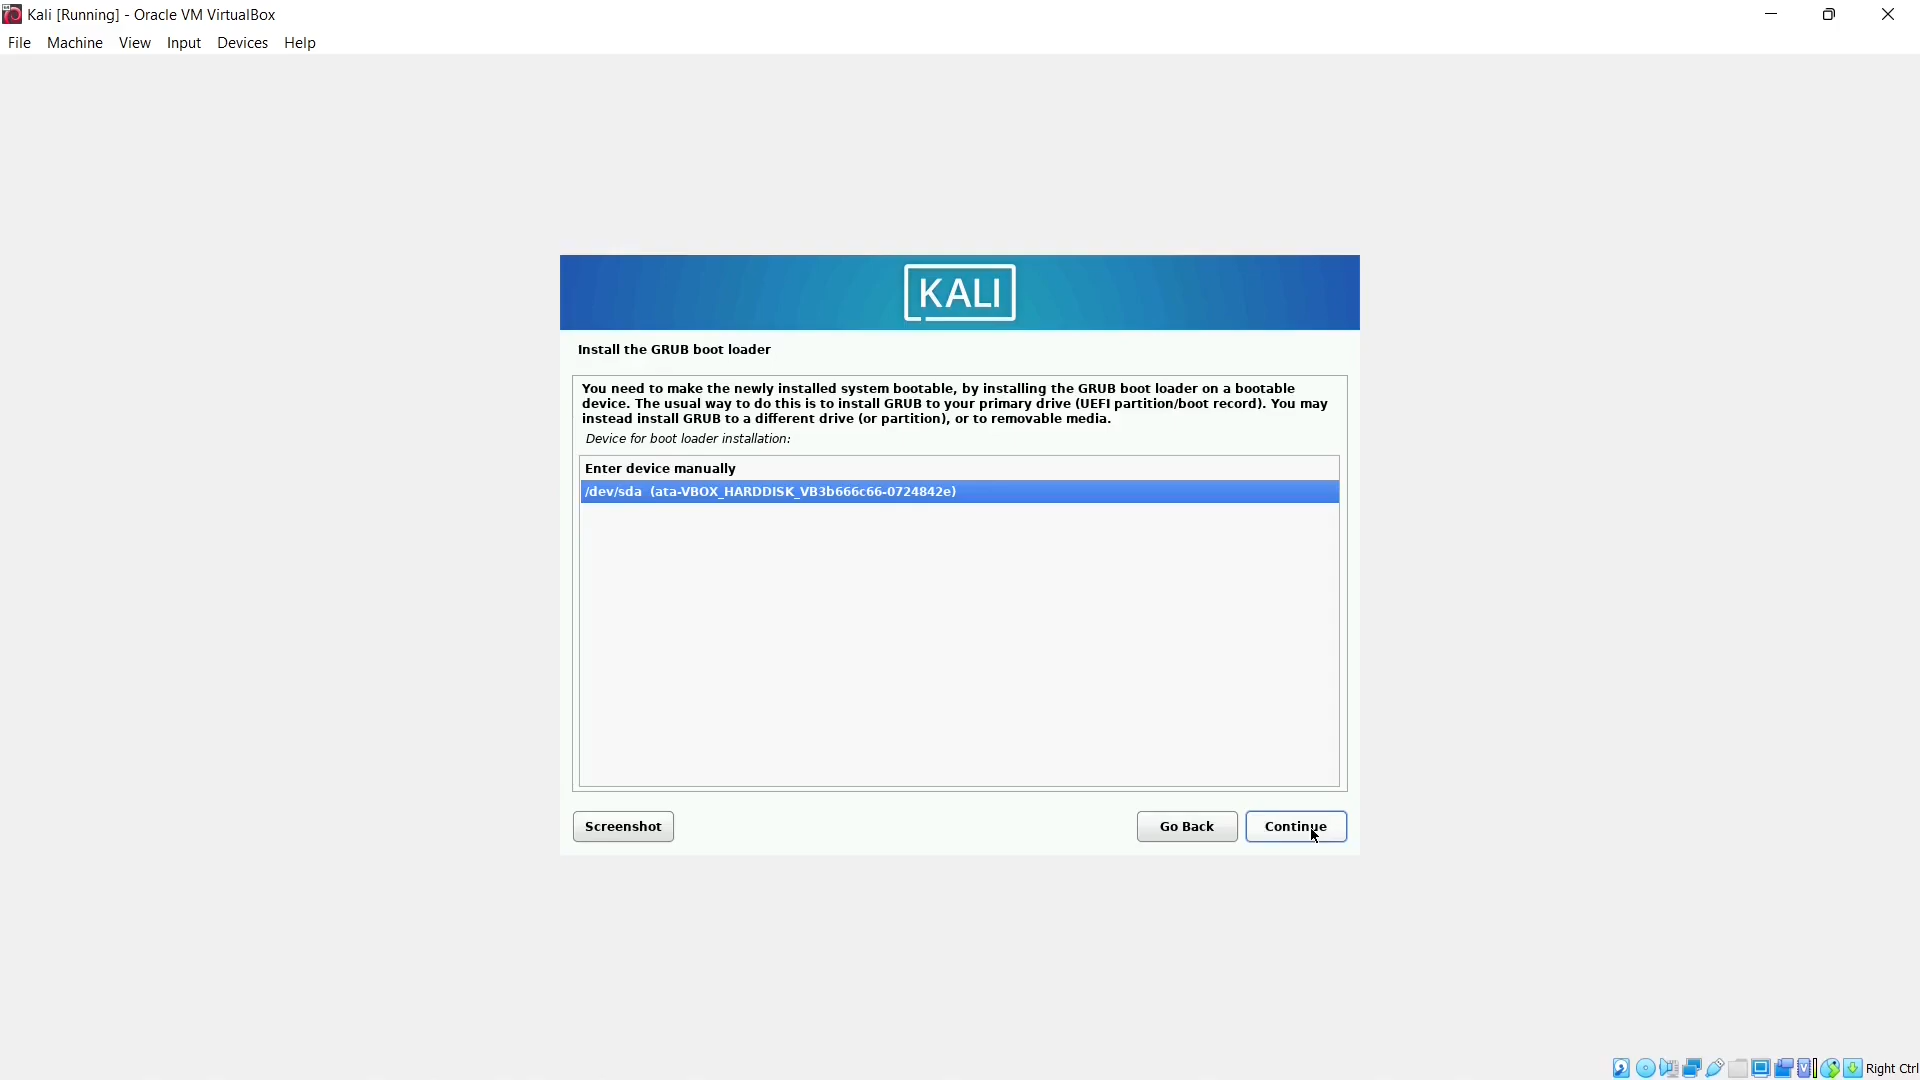 Kali [Running] - Oracle VM VirtualBox
File Machine View Input Devices Help
KALI
Install the GRUB boot loader
You need to make the newly installed system bootable, by installing the GRUB boot loader on a bootable
device. The usual way to do this is to install GRUB to your primary drive (UEFI partition/boot record). You may
instead install GRUB to a different drive (or partition), or to removable media.
Device for boot loader installation:
Enter device manually
/dev/sda (ata-VBOX_HARDDISK_VB3b666c66-0724842e)
Screenshot
Go Back
Continue
Right Ctrl